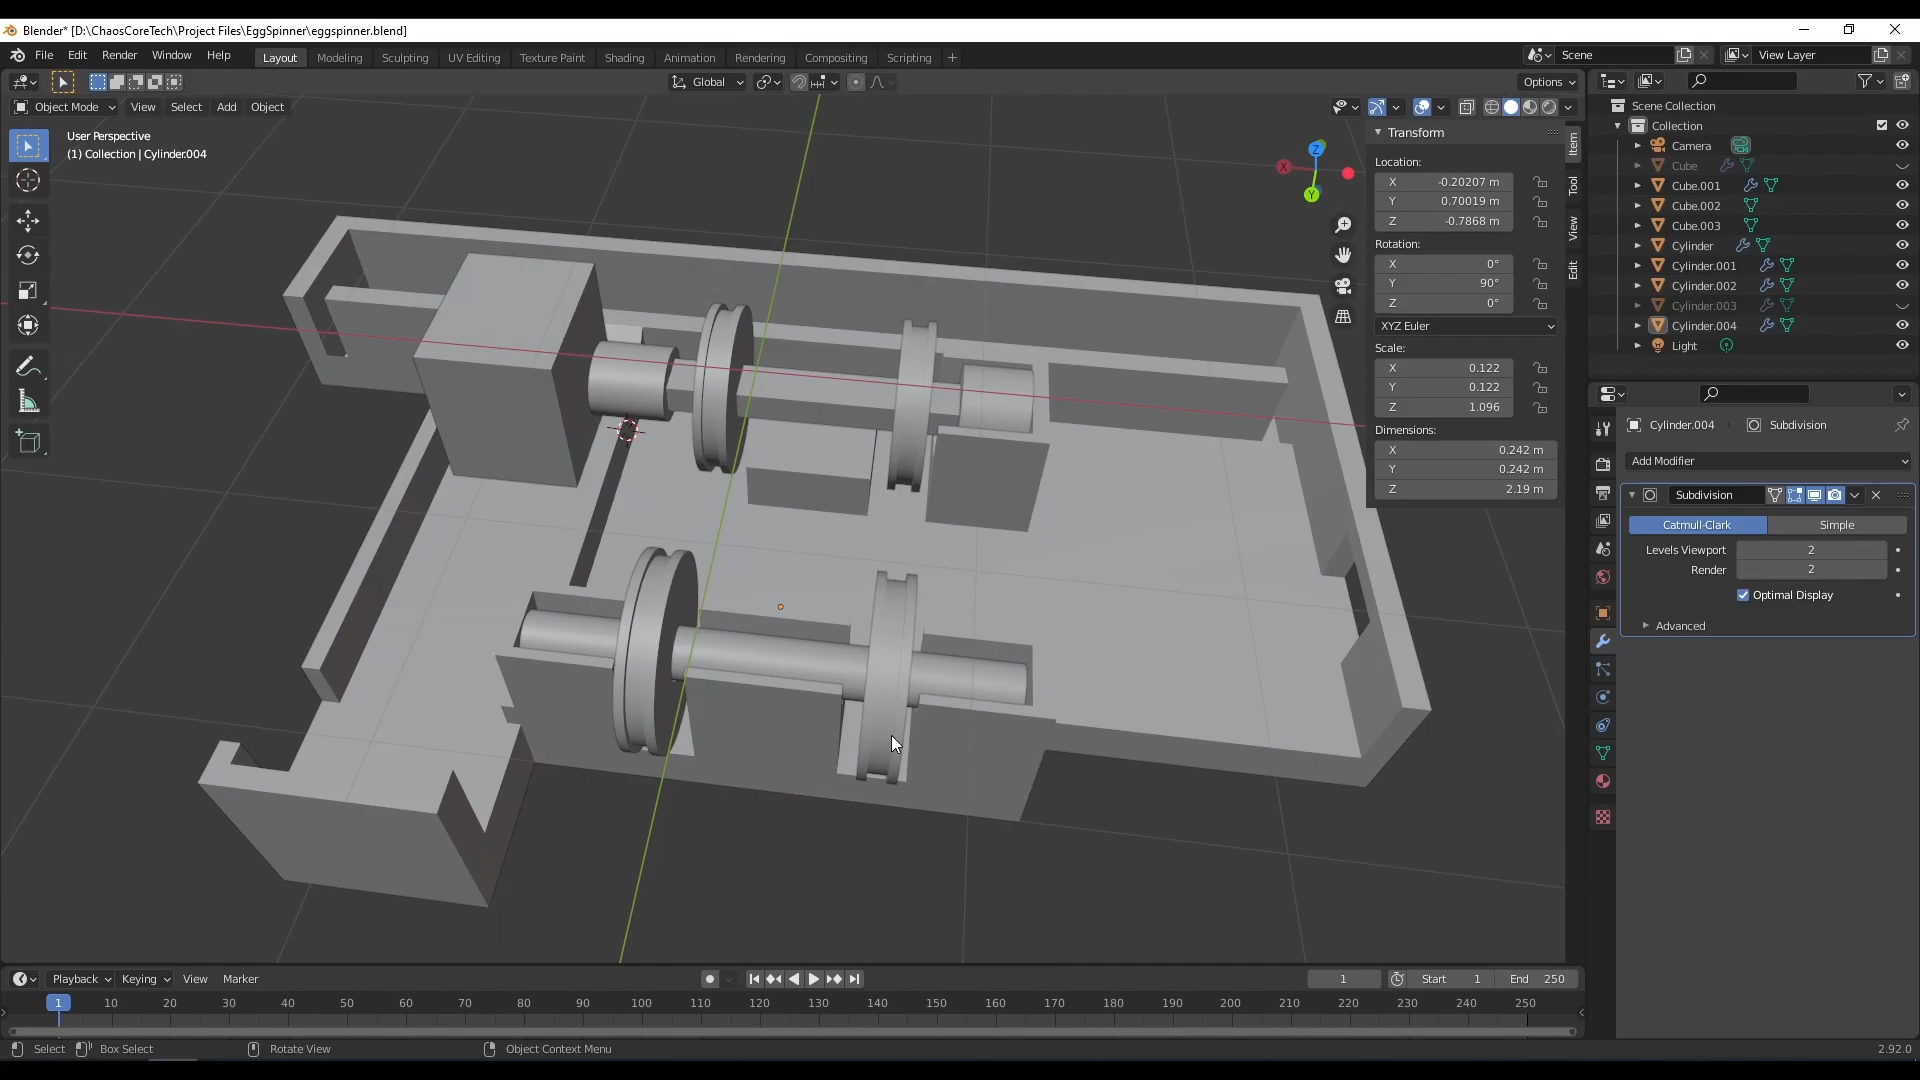 Blender* [D:\ChaosCoreTech\Project Files\EggSpinner\eggspinner.blend]
File Edit Render Window Help Layout Modeling Sculpting UV Editing Texture Paint Shading Animation Rendering Compositing Scripting + Scene View Layer
Global Options
Object Mode View Select Add Object
User Perspective
(1) Collection | Cylinder.004
X
Y
Z
Transform
Location:
X -0.20207 m
Y 0.70019 m
Z -0.7868 m
Rotation:
X 0°
Y 90°
Z 0°
XYZ Euler
Scale:
X 0.122
Y 0.122
Z 1.096
Dimensions:
X 0.242 m
Y 0.242 m
Z 2.19 m
Item
Tool
View
Edit
Scene Collection
Collection
Camera
Cube
Cube.001
Cube.002
Cube.003
Cylinder
Cylinder.001
Cylinder.002
Cylinder.003
Cylinder.004
Light
Cylinder.004 Subdivision
Add Modifier
Subdivision
Catmull-Clark Simple
Levels Viewport 2
Render 2
Optimal Display
Advanced
Playback Keying View Marker 1 Start 1 End 250
1 10 20 30 40 50 60 70 80 90 100 110 120 130 140 150 160 170 180 190 200 210 220 230 240 250
Select Box Select Rotate View Object Context Menu 2.92.0